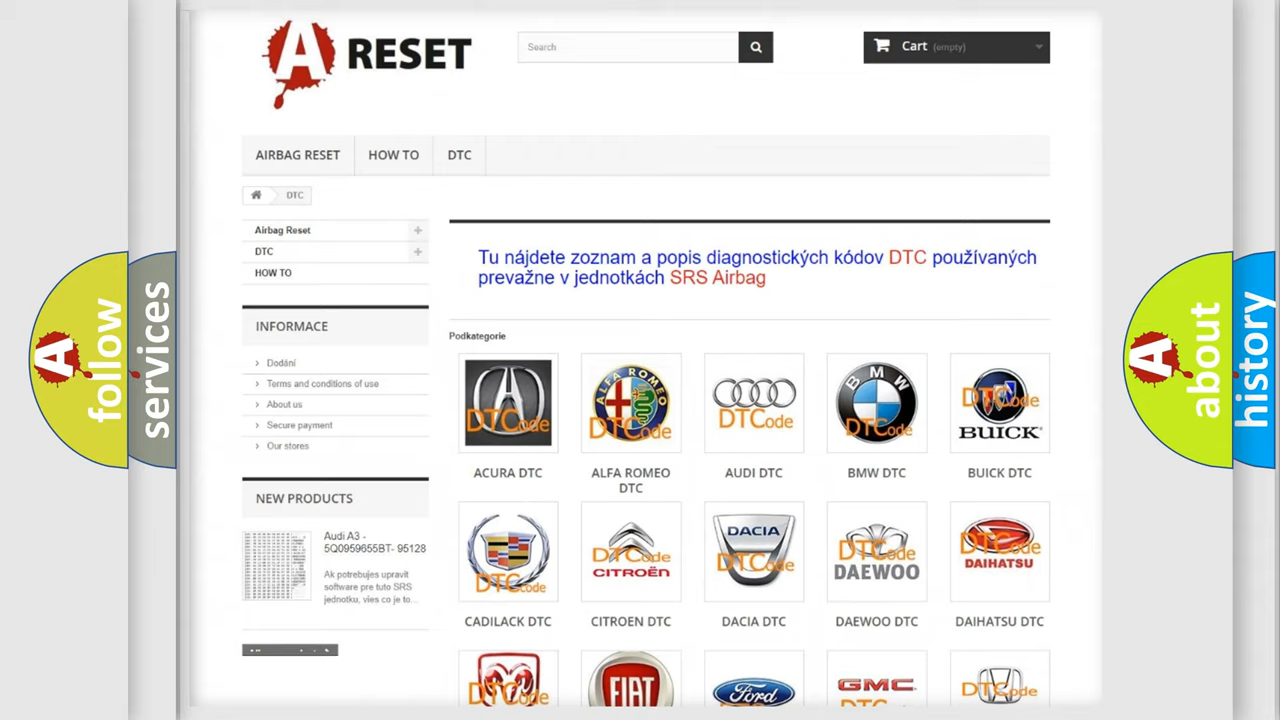 A RESET
Search
Cart (empty)
AIRBAG RESET
HOW TO
DTC
DTC
Airbag Reset
DTC
HOW TO
Tu nájdete zoznam a popis diagnostických kódov DTC používaných
prevažne v jednotkách SRS Airbag
INFORMACE
Dodání
Terms and conditions of use
About us
Secure payment
Our stores
NEW PRODUCTS
Audi A3 -
5Q0959655BT- 95128
Ak potrebujes upravit
software pre tuto SRS
jednotku, vies co je to...
Podkategorie
DTCode
ALFA ROMEO
DTCode
DTCode
BMW
DTCode
DTCode
BUICK
ACURA DTC
ALFA ROMEO
DTC
AUDI DTC
BMW DTC
BUICK DTC
DTCode
DTCode
CITROËN
DACIA
DTCode
DTCode
DAEWOO
DTCode
DAIHATSU
CADILACK DTC
CITROEN DTC
DACIA DTC
DAEWOO DTC
DAIHATSU DTC
DTCode
FIAT
Ford
GMC
DTCode
A
follow
services
A
about
history